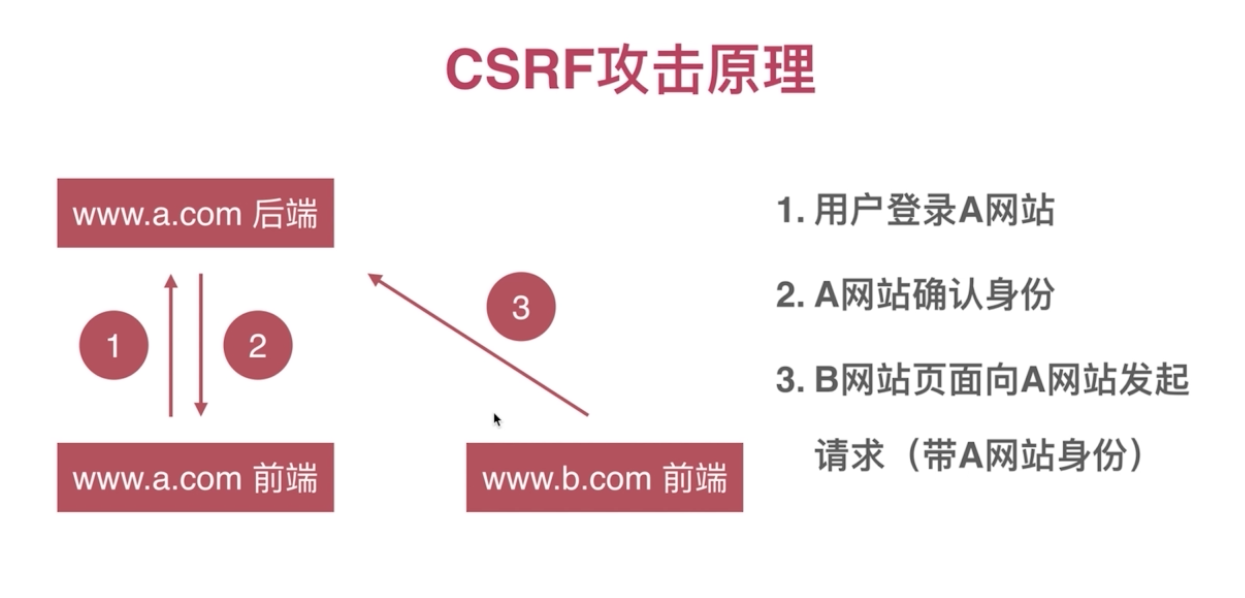 CSRF攻击原理
www.a.com 后端
1
2
3
www.a.com 前端
www.b.com 前端
1. 用户登录A网站
2. A网站确认身份
3. B网站页面向A网站发起
请求（带A网站身份）